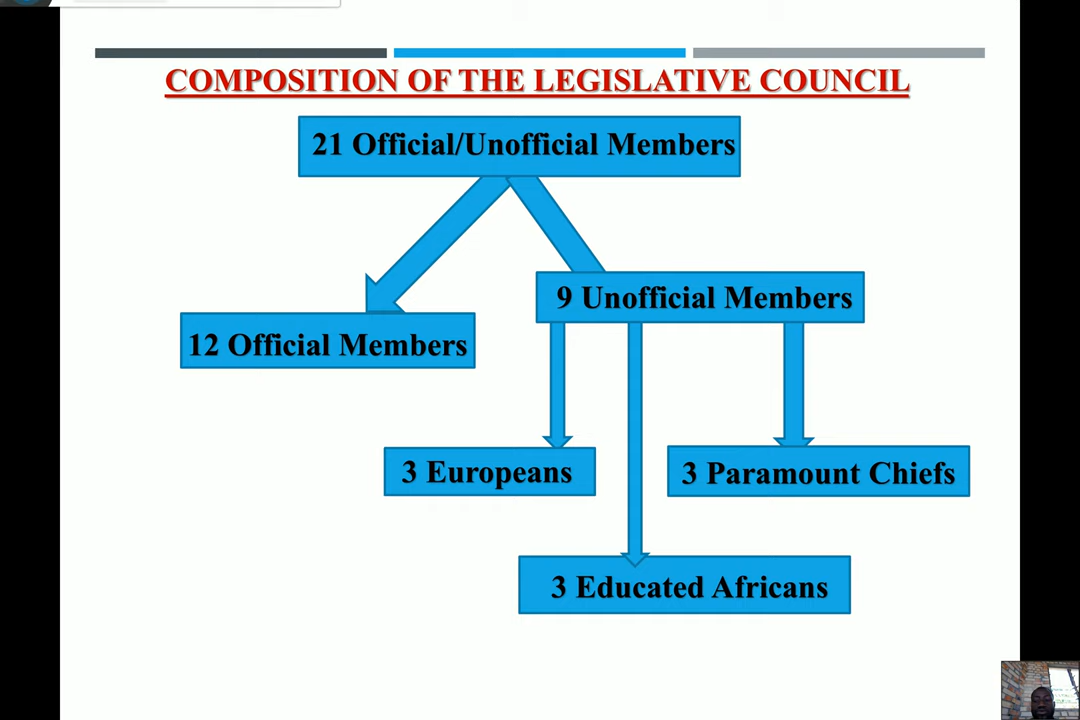 COMPOSITION OF THE LEGISLATIVE COUNCIL
21 Official/Unofficial Members
9 Unofficial Members
12 Official Members
3 Europeans
3 Paramount Chiefs
3 Educated Africans